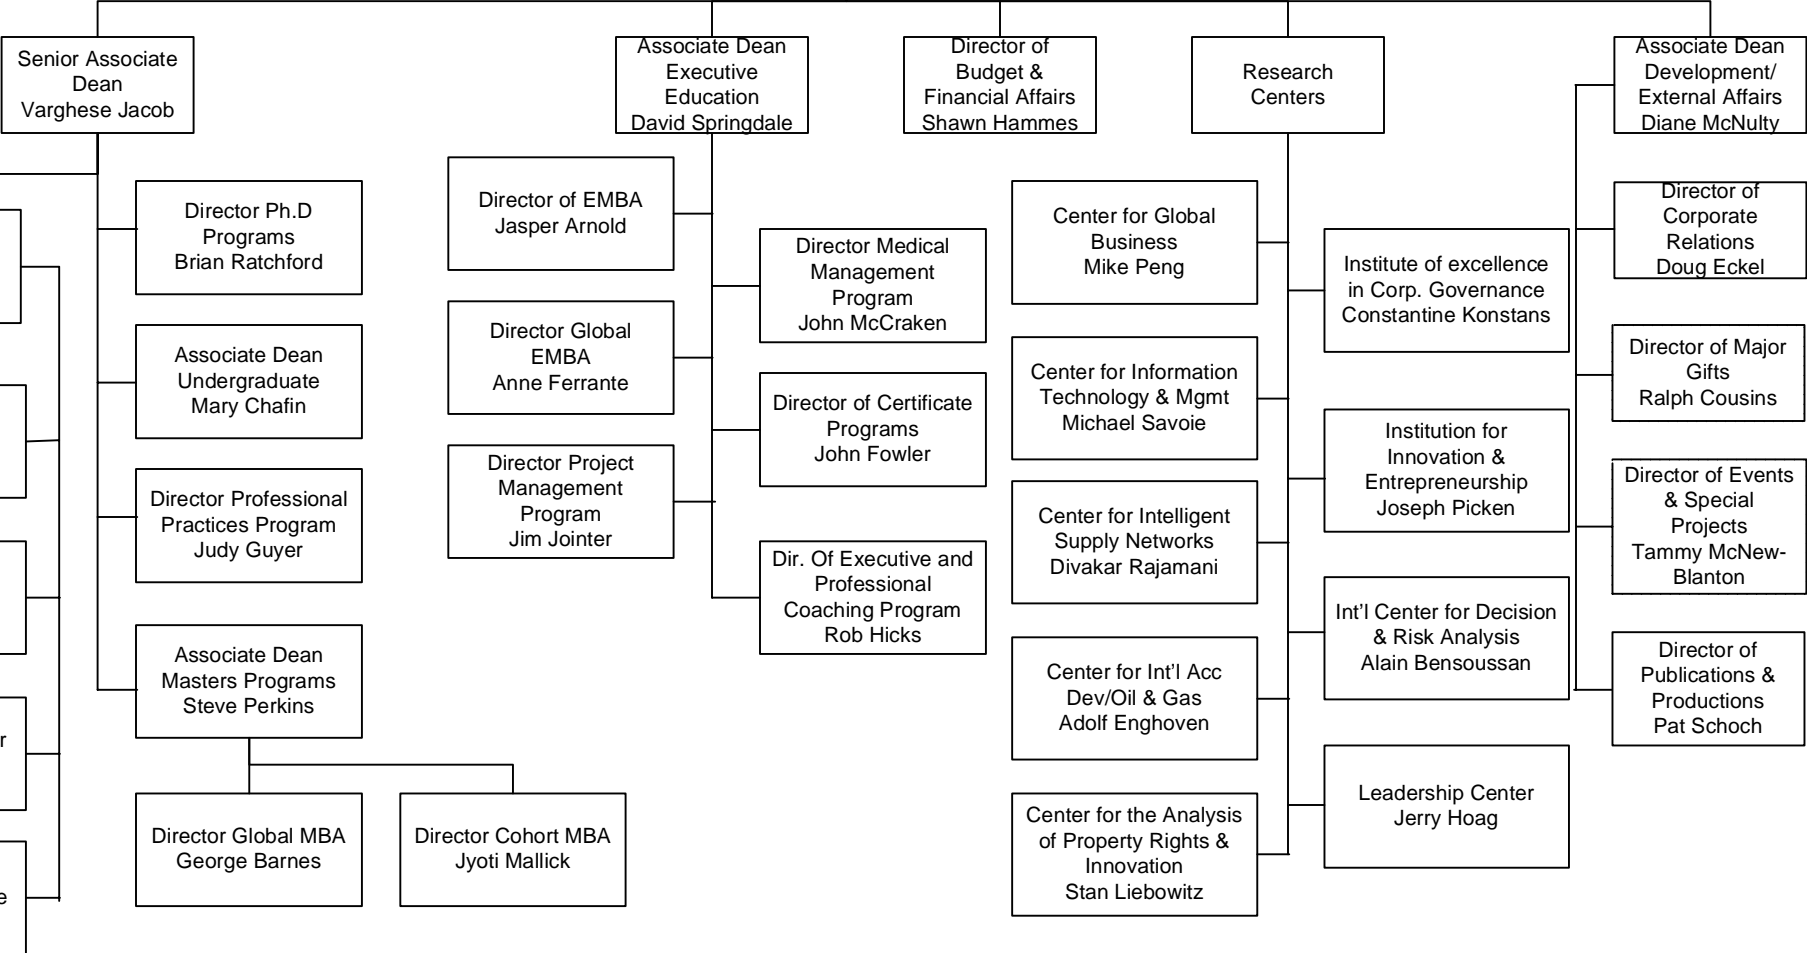 Senior Associate
Dean
Varghese Jacob
Associate Dean
Executive
Education
David Springdale
Director of
Budget &
Financial Affairs
Shawn Hammes
Research
Centers
Associate Dean
Development/
External Affairs
Diane McNulty
Director Ph.D
Programs
Brian Ratchford
Associate Dean
Undergraduate
Mary Chafin
Director Professional
Practices Program
Judy Guyer
Associate Dean
Masters Programs
Steve Perkins
Director Global MBA
George Barnes
Director Cohort MBA
Jyoti Mallick
Director of EMBA
Jasper Arnold
Director Global
EMBA
Anne Ferrante
Director Project
Management
Program
Jim Jointer
Director Medical
Management
Program
John McCraken
Director of Certificate
Programs
John Fowler
Dir. Of Executive and
Professional
Coaching Program
Rob Hicks
Center for Global
Business
Mike Peng
Center for Information
Technology & Mgmt
Michael Savoie
Center for Intelligent
Supply Networks
Divakar Rajamani
Center for Int’l Acc
Dev/Oil & Gas
Adolf Enghoven
Center for the Analysis
of Property Rights &
Innovation
Stan Liebowitz
Institute of excellence
in Corp. Governance
Constantine Konstans
Institution for
Innovation &
Entrepreneurship
Joseph Picken
Int’l Center for Decision
& Risk Analysis
Alain Bensoussan
Leadership Center
Jerry Hoag
Director of
Corporate
Relations
Doug Eckel
Director of Major
Gifts
Ralph Cousins
Director of Events
& Special
Projects
Tammy McNew-
Blanton
Director of
Publications &
Productions
Pat Schoch
r
e